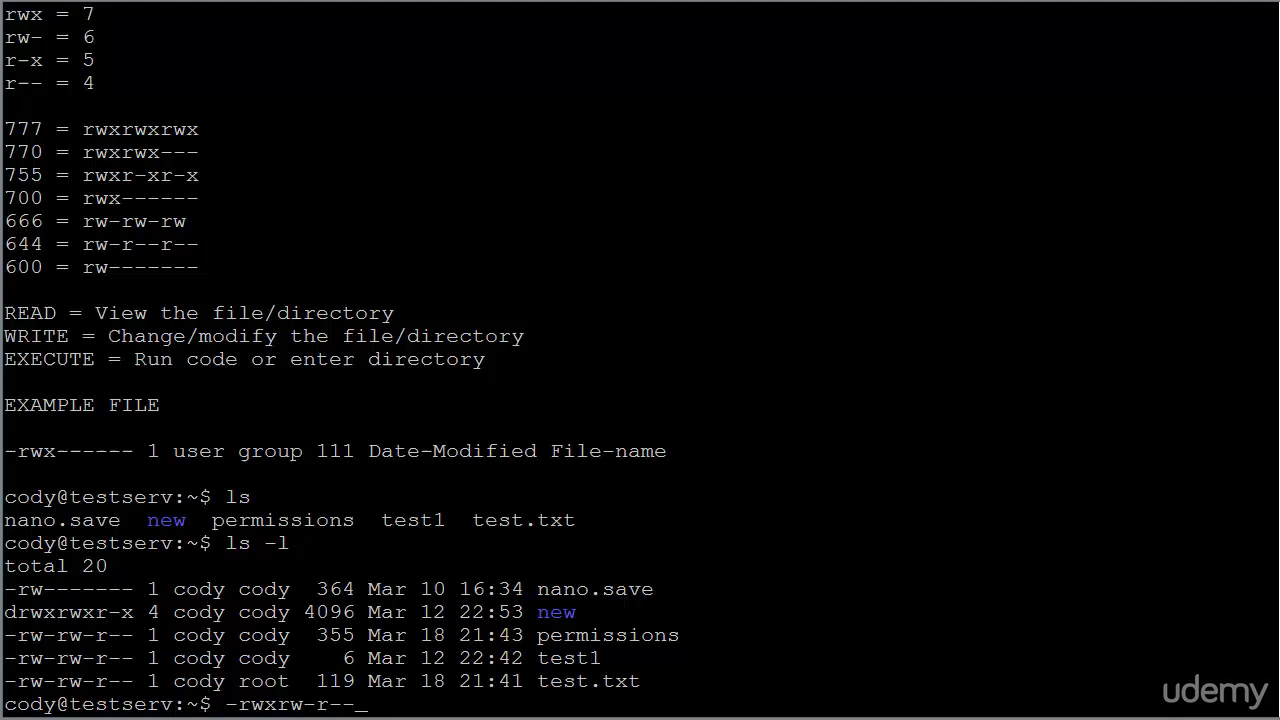 rwx = 7
rw- = 6
r-x = 5
r-- = 4
777 = rwxrwxrwx
770 = rwxrwx---
755 = rwxr-xr-x
700 = rwx------
666 = rw-rw-rw
644 = rw-r--r--
600 = rw-------
READ = View the file/directory
WRITE = Change/modify the file/directory
EXECUTE = Run code or enter directory
EXAMPLE FILE
-rwx------ 1 user group 111 Date-Modified File-name
cody@testserv:~$ ls
nano.save  new  permissions  test1  test.txt
cody@testserv:~$ ls -l
total 20
-rw------- 1 cody cody  364 Mar 10 16:34 nano.save
drwxrwxr-x 4 cody cody 4096 Mar 12 22:53 new
-rw-rw-r-- 1 cody cody  355 Mar 18 21:43 permissions
-rw-rw-r-- 1 cody cody    6 Mar 12 22:42 test1
-rw-rw-r-- 1 cody root  119 Mar 18 21:41 test.txt
cody@testserv:~$ -rwxrw-r--_
udemy